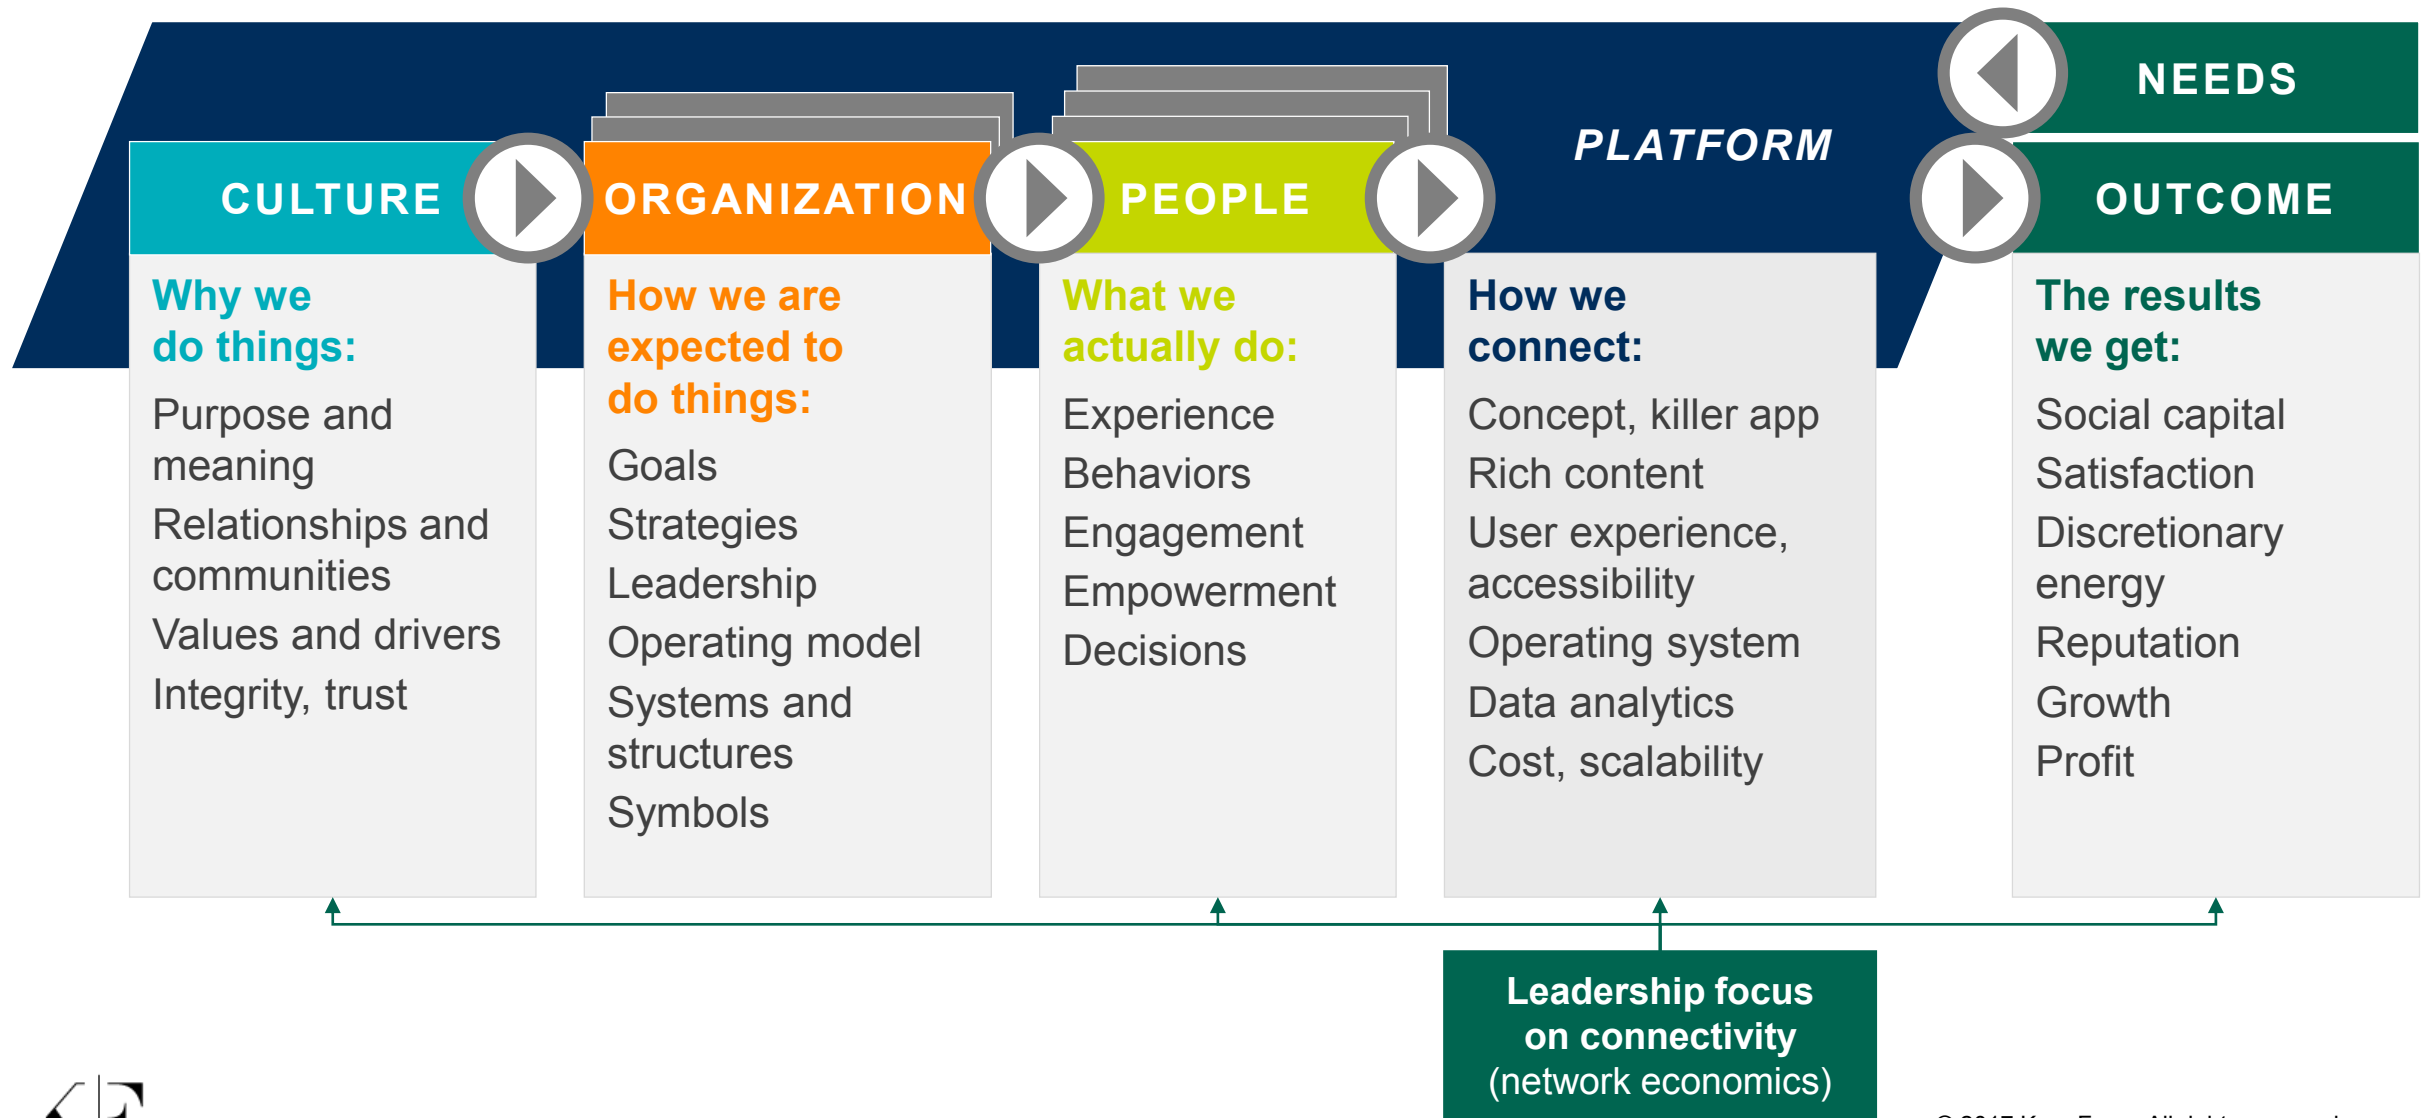 NEEDS
PLATFORM
CULTURE
ORGANIZATION
PEOPLE
OUTCOME
Why we
do things:
Purpose and
meaning
Relationships and
communities
Values and drivers
Integrity, trust
How we are
expected to
do things:
Goals
Strategies
Leadership
Operating model
Systems and
structures
Symbols
What we
actually do:
Experience
Behaviors
Engagement
Empowerment
Decisions
How we
connect:
Concept, killer app
Rich content
User experience,
accessibility
Operating system
Data analytics
Cost, scalability
The results
we get:
Social capital
Satisfaction
Discretionary
energy
Reputation
Growth
Profit
Leadership focus
on connectivity
(network economics)